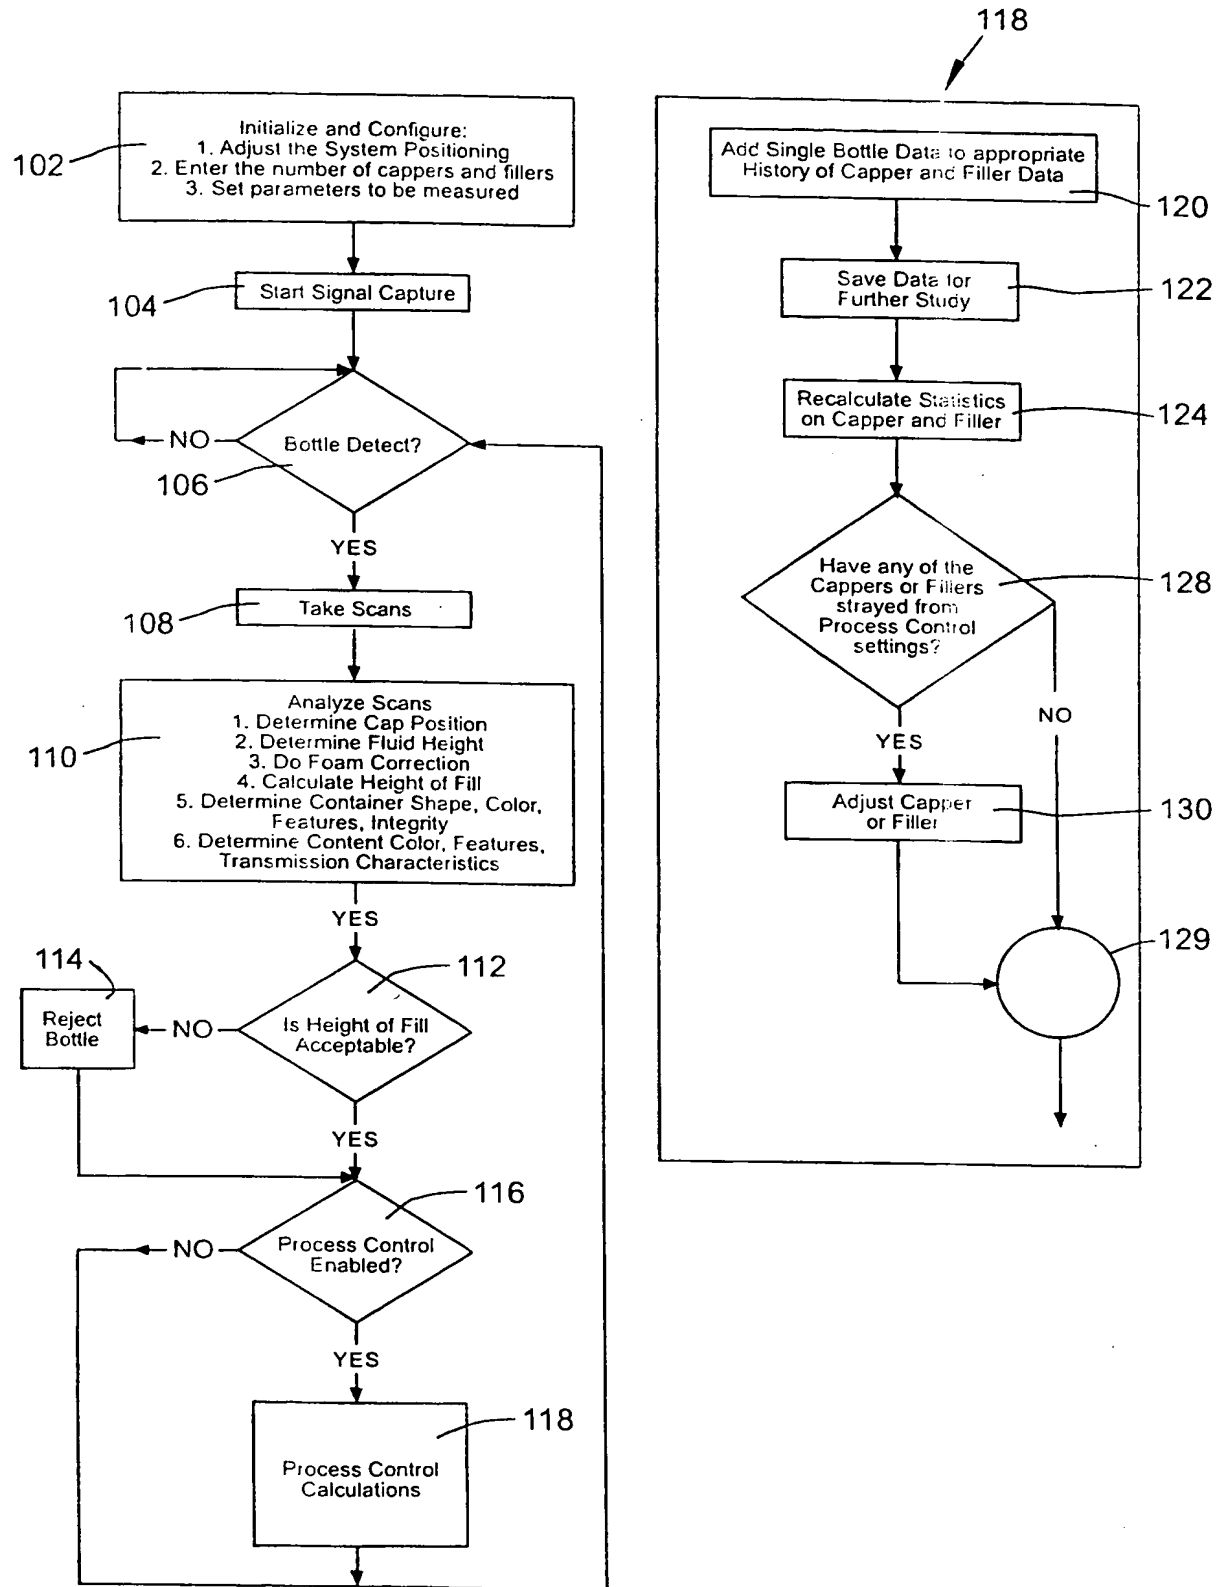 102
Initialize and Configure:
1. Adjust the System Positioning
2. Enter the number of cappers and fillers
3. Set parameters to be measured
104
Start Signal Capture
NO
Bottle Detect?
106
YES
108
Take Scans
110
Analyze Scans
1. Determine Cap Position
2. Determine Fluid Height
3. Do Foam Correction
4. Calculate Height of Fill
5. Determine Container Shape, Color,
Features, Integrity
6. Determine Content Color, Features,
Transmission Characteristics
YES
114
112
Reject
Bottle
NO
Is Height of Fill
Acceptable?
YES
116
NO
Process Control
Enabled?
YES
118
Process Control
Calculations
118
Add Single Bottle Data to appropriate
History of Capper and Filler Data
120
Save Data for
Further Study
122
Recalculate Statistics
on Capper and Filler
124
Have any of the
Cappers or Fillers
strayed from
Process Control
settings?
128
NO
YES
Adjust Capper
or Filler
130
129